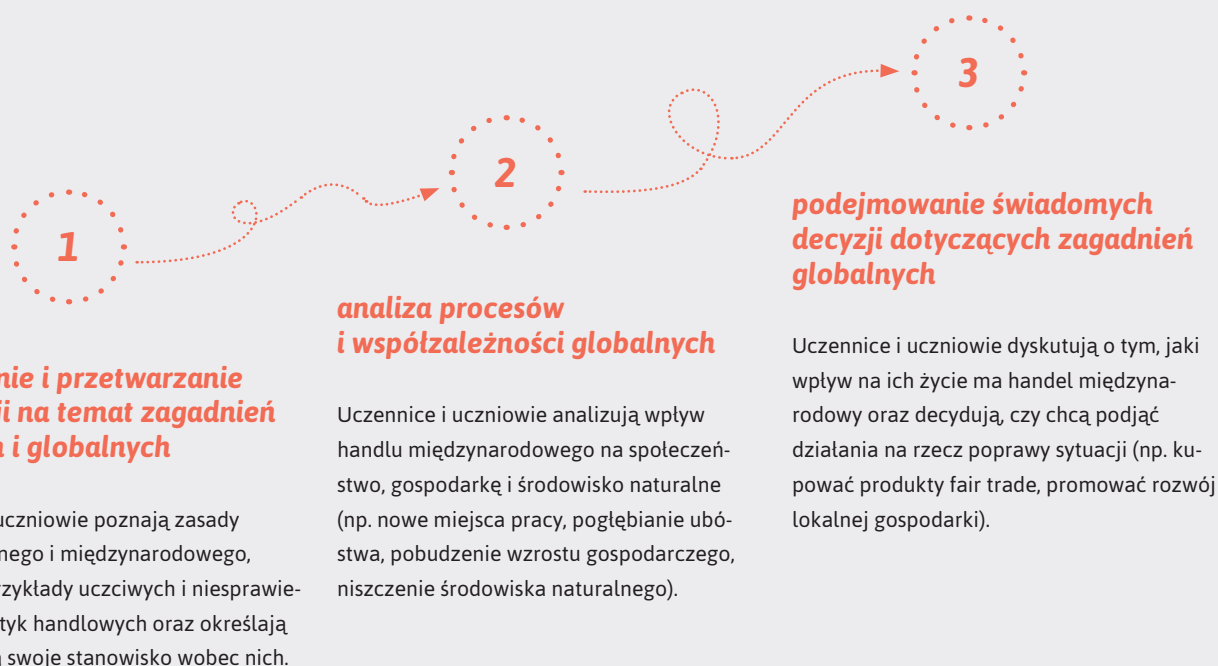 1
nie i przetwarzanie
ji na temat zagadnień
i globalnych
uczniowie poznają zasady
nego i międzynarodowego,
rzykłady uczciwych i niesprawie-
tyk handlowych oraz określają
swoje stanowisko wobec nich.
2
analiza procesów
i współzależności globalnych
Uczennice i uczniowie analizują wpływ
handlu międzynarodowego na społeczeń-
stwo, gospodarkę i środowisko naturalne
(np. nowe miejsca pracy, pogłębianie ubó-
stwa, pobudzenie wzrostu gospodarczego,
niszczenie środowiska naturalnego).
3
podejmowanie świadomych
decyzji dotyczących zagadnień
globalnych
Uczennice i uczniowie dyskutują o tym, jaki
wpływ na ich życie ma handel międzyna-
rodowy oraz decydują, czy chcą podjąć
działania na rzecz poprawy sytuacji (np. ku-
pować produkty fair trade, promować rozwój
lokalnej gospodarki).